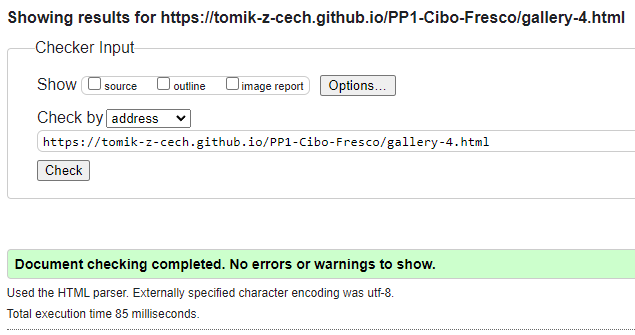 Showing results for https://tomik-z-cech.github.io/PP1-Cibo-Fresco/gallery-4.html
Checker Input
Show source outline image report Options...
Check by address
https://tomik-z-cech.github.io/PP1-Cibo-Fresco/gallery-4.html
Check
Document checking completed. No errors or warnings to show.
Used the HTML parser. Externally specified character encoding was utf-8.
Total execution time 85 milliseconds.